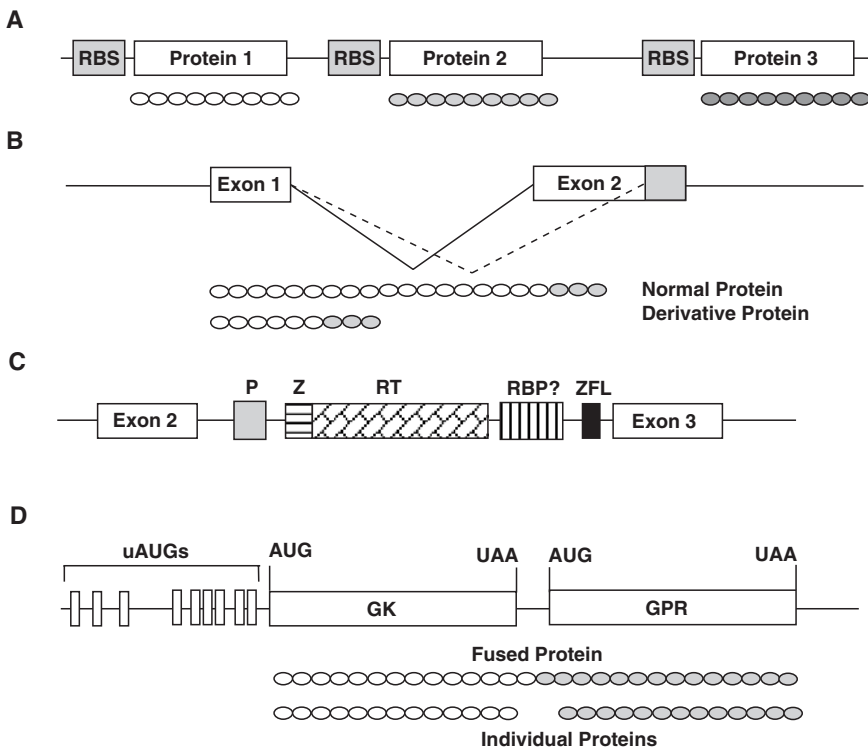 A
RBS Protein 1 RBS Protein 2 RBS Protein 3
B
Exon 1 Exon 2
Normal Protein
Derivative Protein
C
P Z RT RBP? ZFL
Exon 2 Exon 3
D
uAUGs AUG UAA AUG UAA
GK GPR
Fused Protein
Individual Proteins